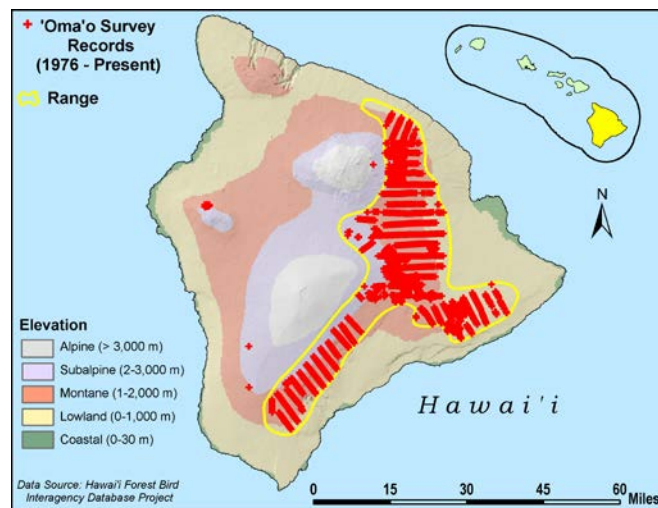 + 'Oma'o Survey
Records
(1976 - Present)
Range
N
Elevation
Alpine (> 3,000 m)
Subalpine (2-3,000 m)
Montane (1-2,000 m)
Lowland (0-1,000 m)
Coastal (0-30 m)
Hawai'i
Data Source: Hawai'i Forest Bird
Interagency Database Project
0 15 30 45 60
Miles